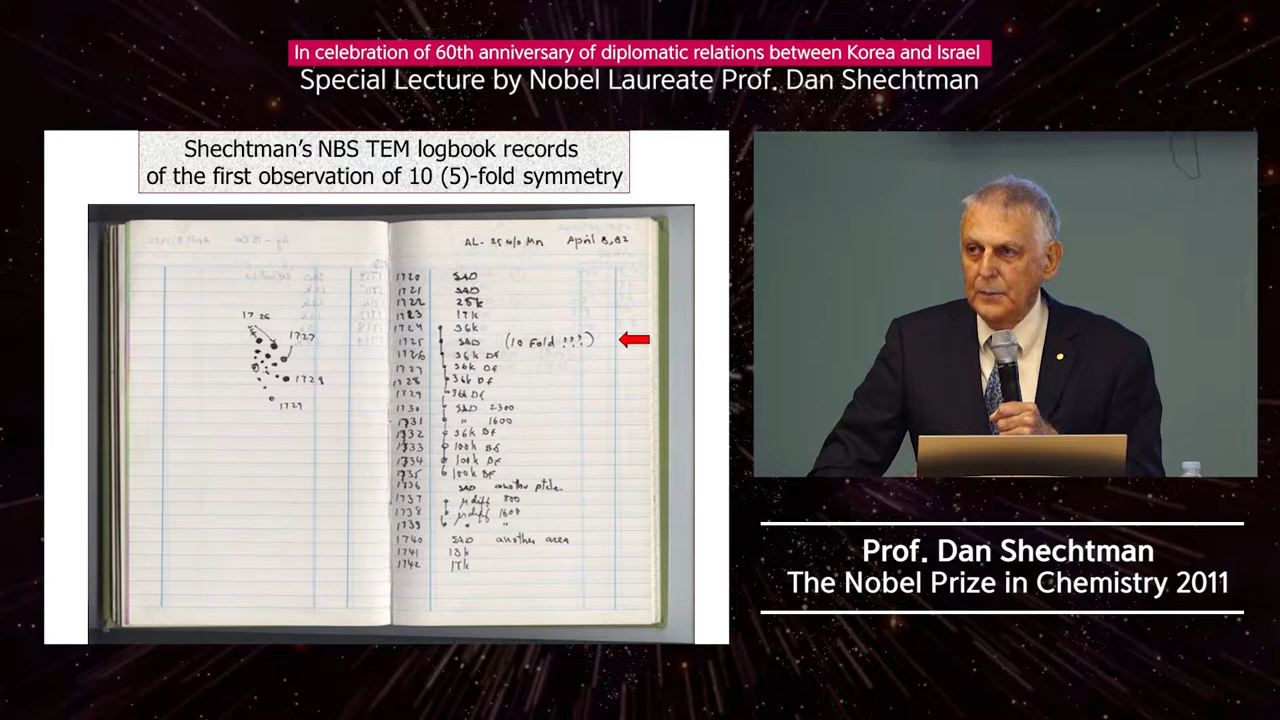 In celebration of 60th anniversary of diplomatic relations between Korea and Israel
Special Lecture by Nobel Laureate Prof. Dan Shechtman
Shechtman's NBS TEM logbook records
of the first observation of 10 (5)-fold symmetry
AL- 25 w/o Mn April 8, 82
1720 SAD
1721 SAD
1722 25k
1723 17k
1724 36k
1725 SAD (10 Fold ???)
1726 36k DF
1727 36k DF
1728 36k DF
1729 36k DF
1730 SAD 2300
1731 " 1600
1732 36k BF
1733 100k BF
1734 100k BF
1735 100k BF
1736 SAD another
1737 μdiff 800
1738 μdiff 1600
1739 " "
1740 SAD another area
1741 13k
1742 17k
1726
1727
1728
1729
Prof. Dan Shechtman
The Nobel Prize in Chemistry 2011